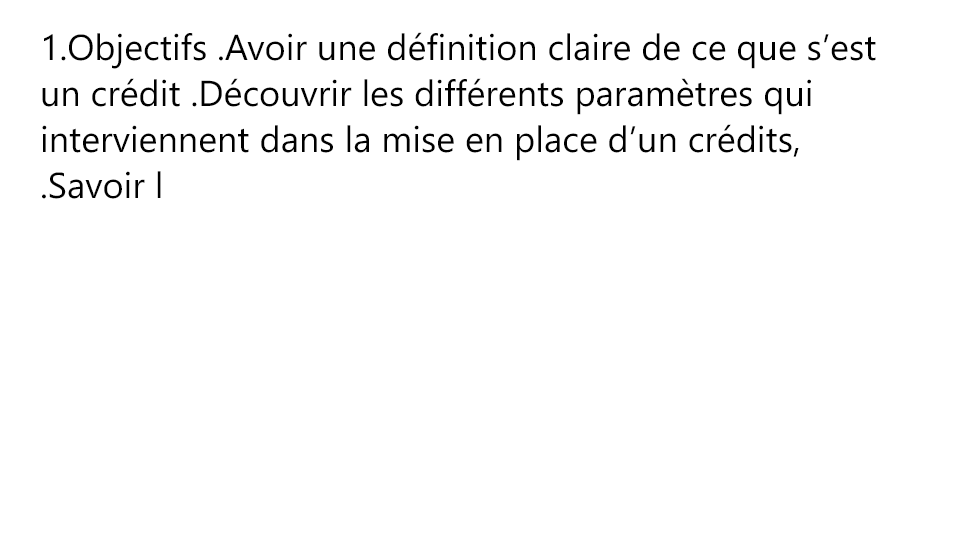 1.Objectifs .Avoir une définition claire de ce que s’est
un crédit .Découvrir les différents paramètres qui
interviennent dans la mise en place d’un crédits,
.Savoir l